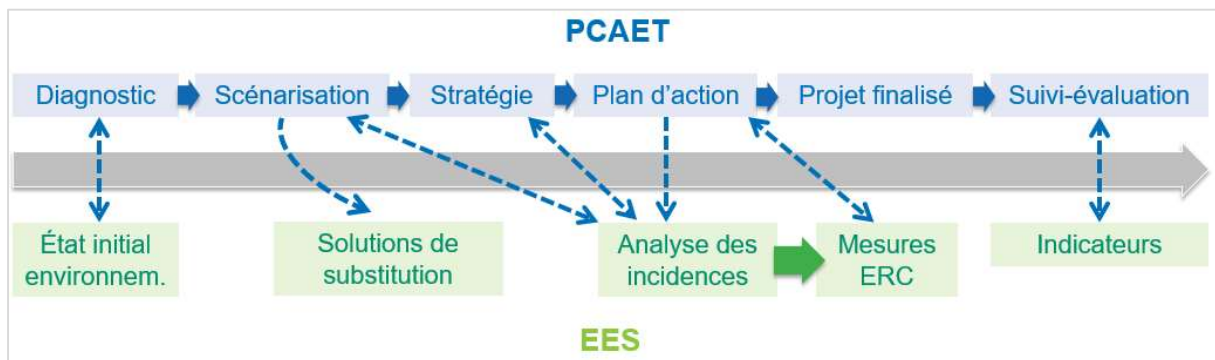 PCAET
Diagnostic
Scénarisation
Stratégie
Plan d'action
Projet finalisé
Suivi-évaluation
État initial
environnem.
Solutions de
substitution
Analyse des
incidences
Mesures
ERC
Indicateurs
EES